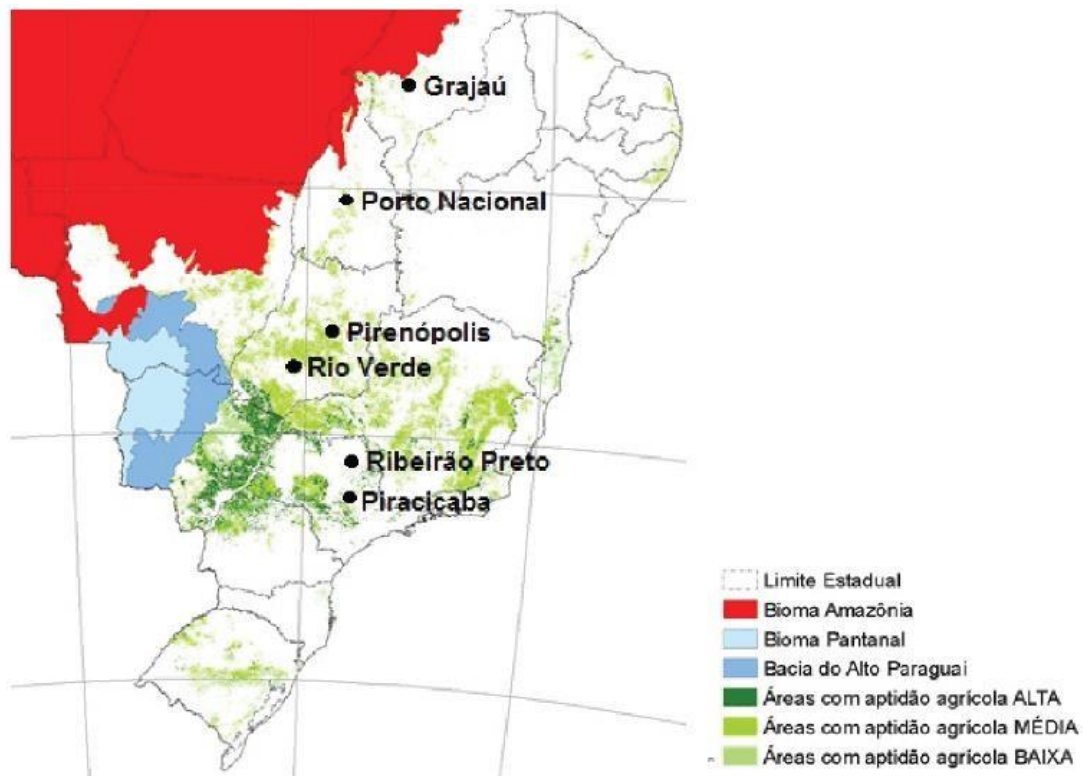 Grajaú
Porto Nacional
Pirenópolis
Rio Verde
Ribeirão Preto
Piracicaba
Limite Estadual
Bioma Amazônia
Bioma Pantanal
Bacia do Alto Paraguai
Áreas com aptidão agrícola ALTA
Áreas com aptidão agrícola MÉDIA
Áreas com aptidão agrícola BAIXA